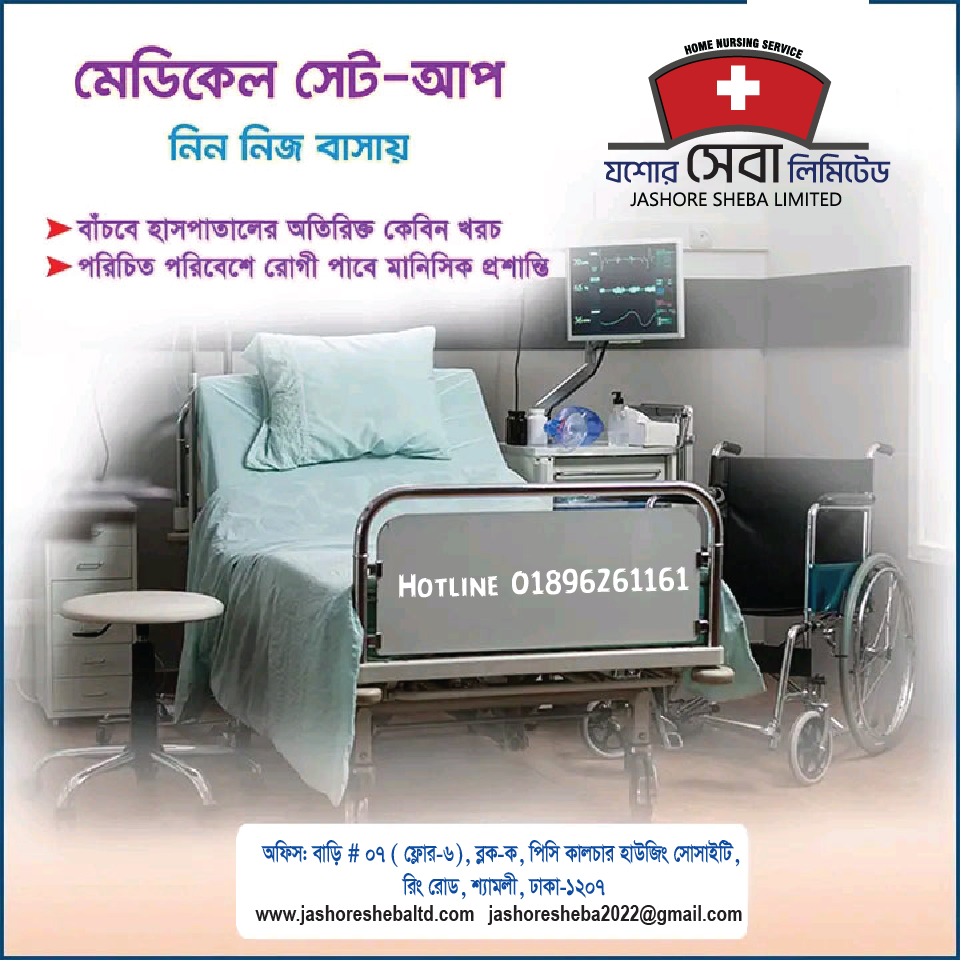 মেডিকেল সেট-আপ
নিন নিজ বাসায়
বাঁচবে হাসপাতালের অতিরিক্ত কেবিন খরচ
পরিচিত পরিবেশে রোগী পাবে মানিসিক প্রশান্তি
HOME NURSING SERVICE
যশোর সেবা লিমিটেড
JASHORE SHEBA LIMITED
HOTLINE 01896261161
অফিস: বাড়ি # ০৭ ( ফ্লোর-৬), ব্লক-ক, পিসি কালচার হাউজিং সোসাইটি,
রিং রোড, শ্যামলী, ঢাকা-১২০৭
www.jashoreshebaltd.com jashoresheba2022@gmail.com